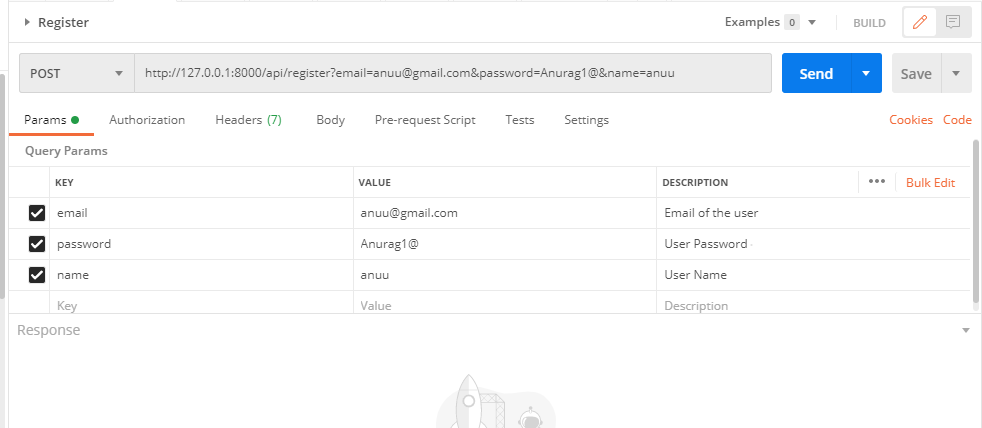 Register Examples 0 BUILD
POST http://127.0.0.1:8000/api/register?email=anuu@gmail.com&password=Anurag1@&name=anuu Send Save
Params Authorization Headers (7) Body Pre-request Script Tests Settings Cookies Code
Query Params
KEY VALUE DESCRIPTION ••• Bulk Edit
email anuu@gmail.com Email of the user
password Anurag1@ User Password
name anuu User Name
Key Value Description
Response